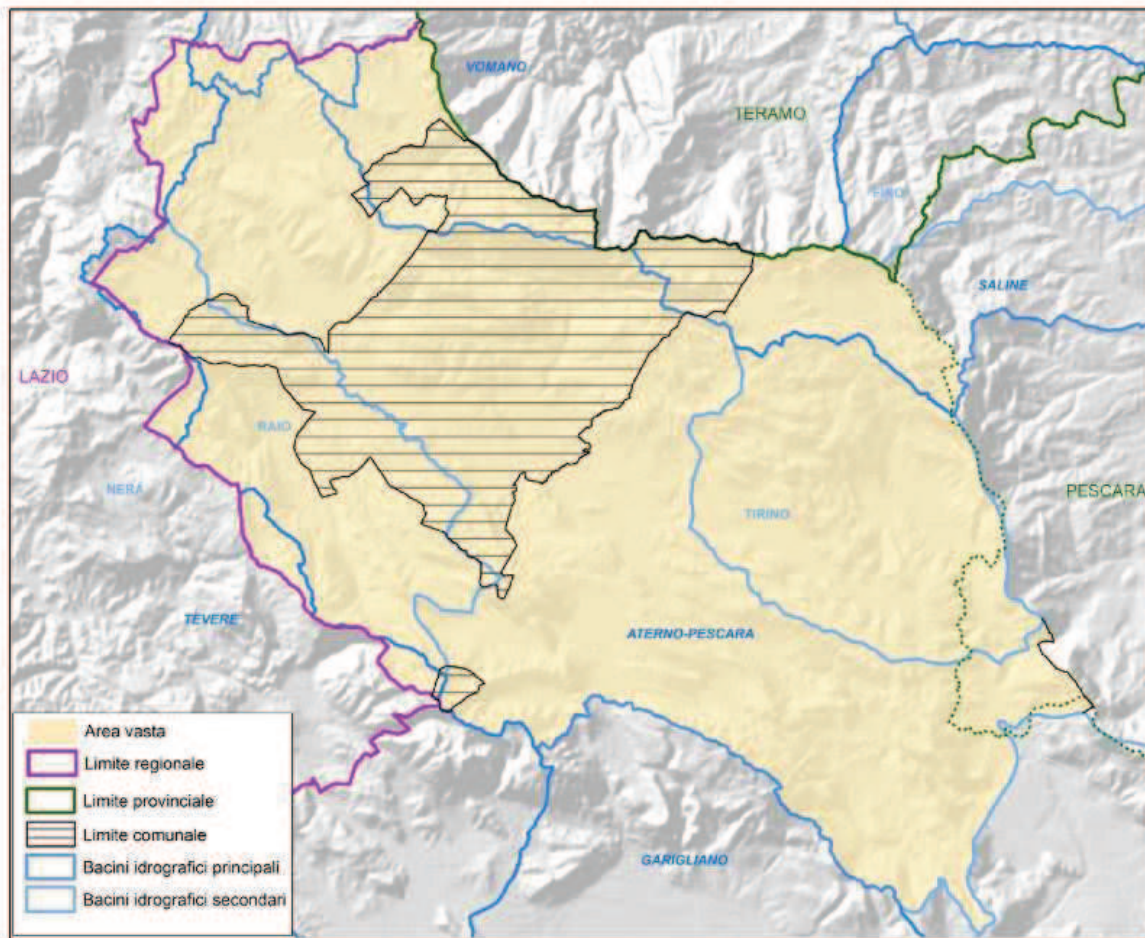 VOMANO
TERAMO
FINO
SALINE
LAZIO
RAIO
NERA
PESCARA
TIRINO
TEVERE
ATERNO-PESCARA
GARIGLIANO
Area vasta
Limite regionale
Limite provinciale
Limite comunale
Bacini idrografici principali
Bacini idrografici secondari